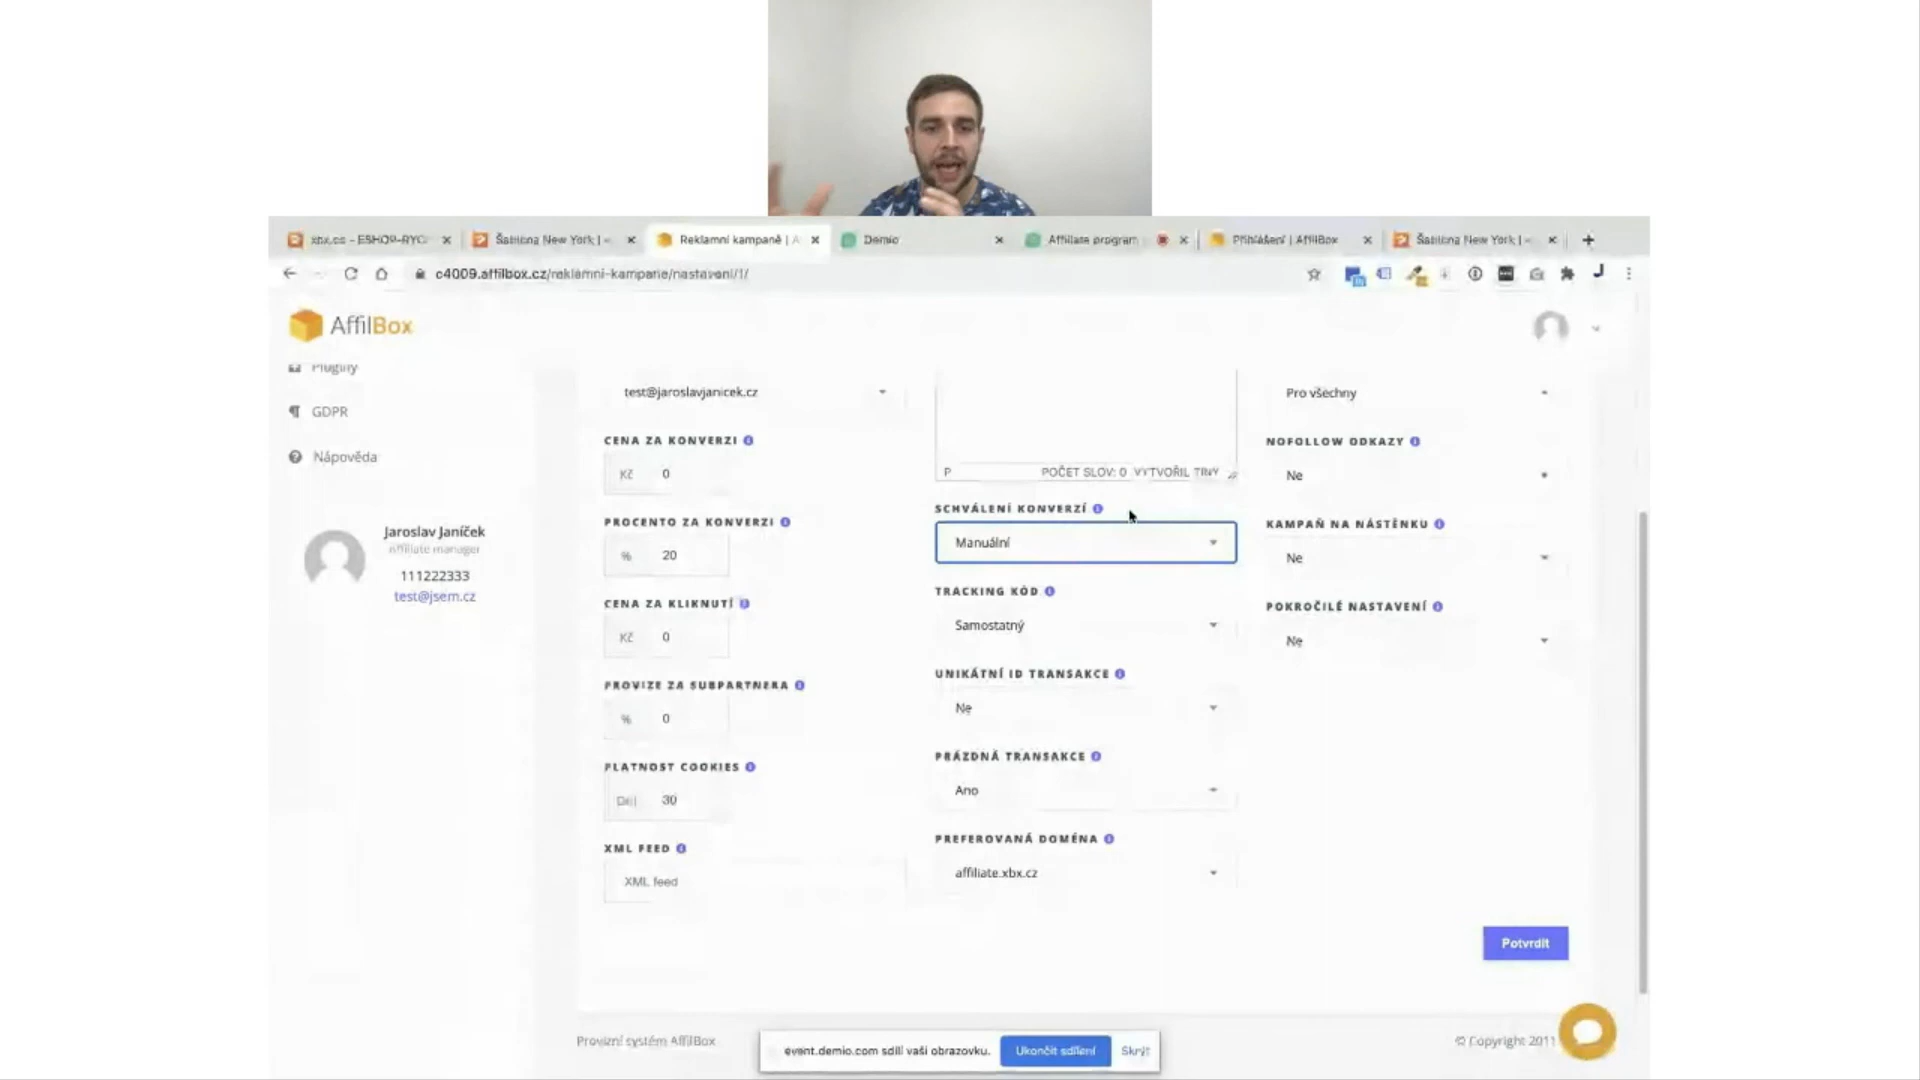 xbx.cz - ESHOP-RYC
Šablona New York | -
Reklamní kampaně | A
Demio
Affiliate program
Přihlášení | AffilBox
Šablona New York | -
c4009.affilbox.cz/reklamni-kampane/nastaveni/1/
AffilBox
Pluginy
GDPR
Nápověda
Jaroslav Janíček
affiliate manager
111222333
test@jsem.cz
test@jaroslavjanicek.cz
CENA ZA KONVERZI
Kč 0
PROCENTO ZA KONVERZI
% 20
CENA ZA KLIKNUTÍ
Kč 0
PROVIZE ZA SUBPARTNERA
% 0
PLATNOST COOKIES
Dní 30
XML FEED
XML feed
P POČET SLOV: 0 VYTVOŘIL TINY
SCHVÁLENÍ KONVERZÍ
Manuální
TRACKING KÓD
Samostatný
UNIKÁTNÍ ID TRANSAKCE
Ne
PRÁZDNÁ TRANSAKCE
Ano
PREFEROVANÁ DOMÉNA
affiliate.xbx.cz
Pro všechny
NOFOLLOW ODKAZY
Ne
KAMPAŇ NA NÁSTĚNKU
Ne
POKROČILÉ NASTAVENÍ
Ne
Potvrdit
Provizní systém AffilBox
event.demio.com sdílí vaši obrazovku.
Ukončit sdílení
Skrýt
© Copyright 2011